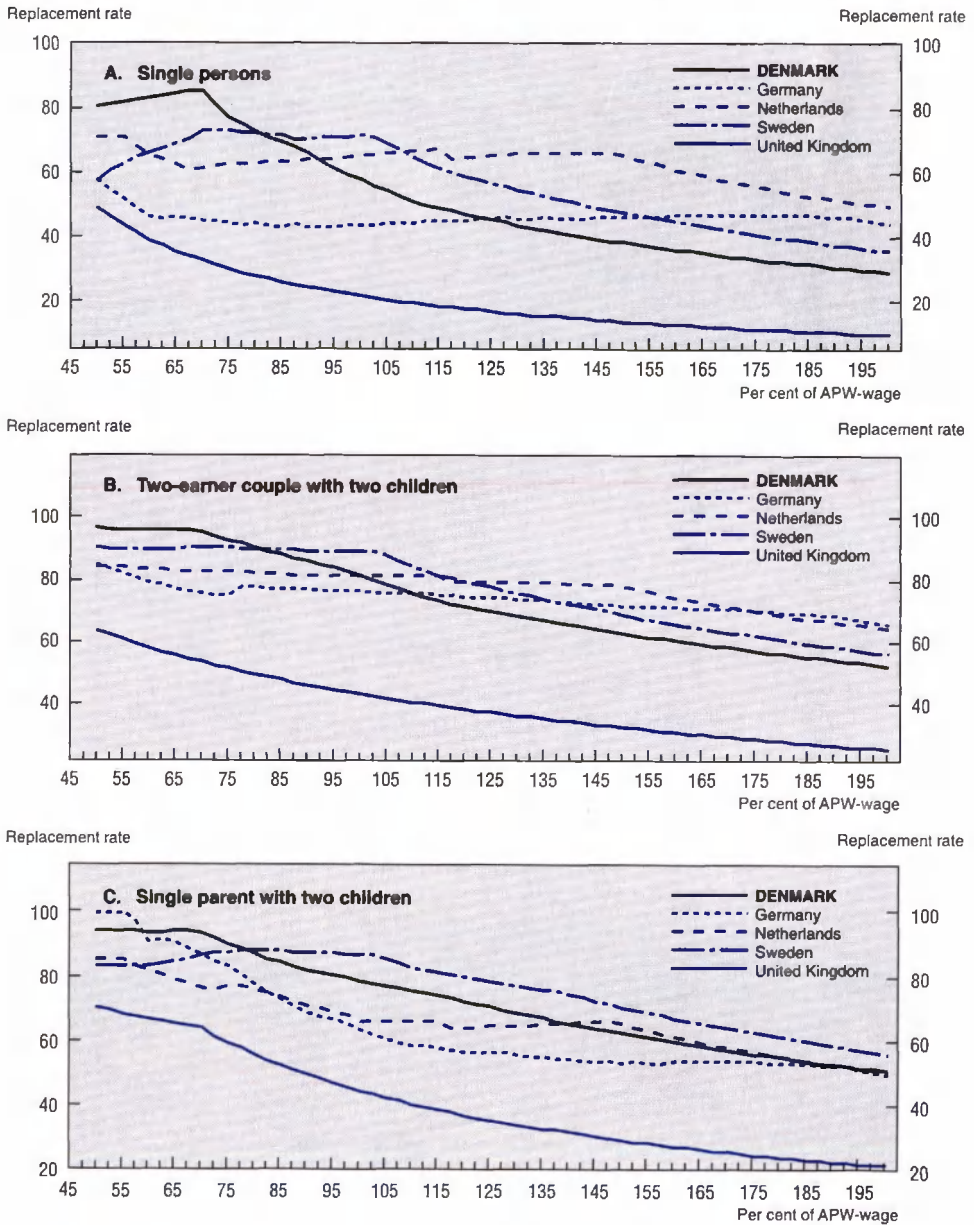 Replacement rate Replacement rate
100 100
A. Single persons
DENMARK
Germany
Netherlands
Sweden
United Kingdom
80 80
60 60
40 40
20 20
45 55 65 75 85 95 105 115 125 135 145 155 165 175 185 195
Per cent of APW-wage
Replacement rate Replacement rate
B. Two-earner couple with two children
DENMARK
Germany
Netherlands
Sweden
United Kingdom
100 100
80 80
60 60
40 40
45 55 65 75 85 95 105 115 125 135 145 155 165 175 185 195
Per cent of APW-wage
Replacement rate Replacement rate
C. Single parent with two children
DENMARK
Germany
Netherlands
Sweden
United Kingdom
100 100
80 80
60 60
40 40
20 20
45 55 65 75 85 95 105 115 125 135 145 155 165 175 185 195
Per cent of APW-wage